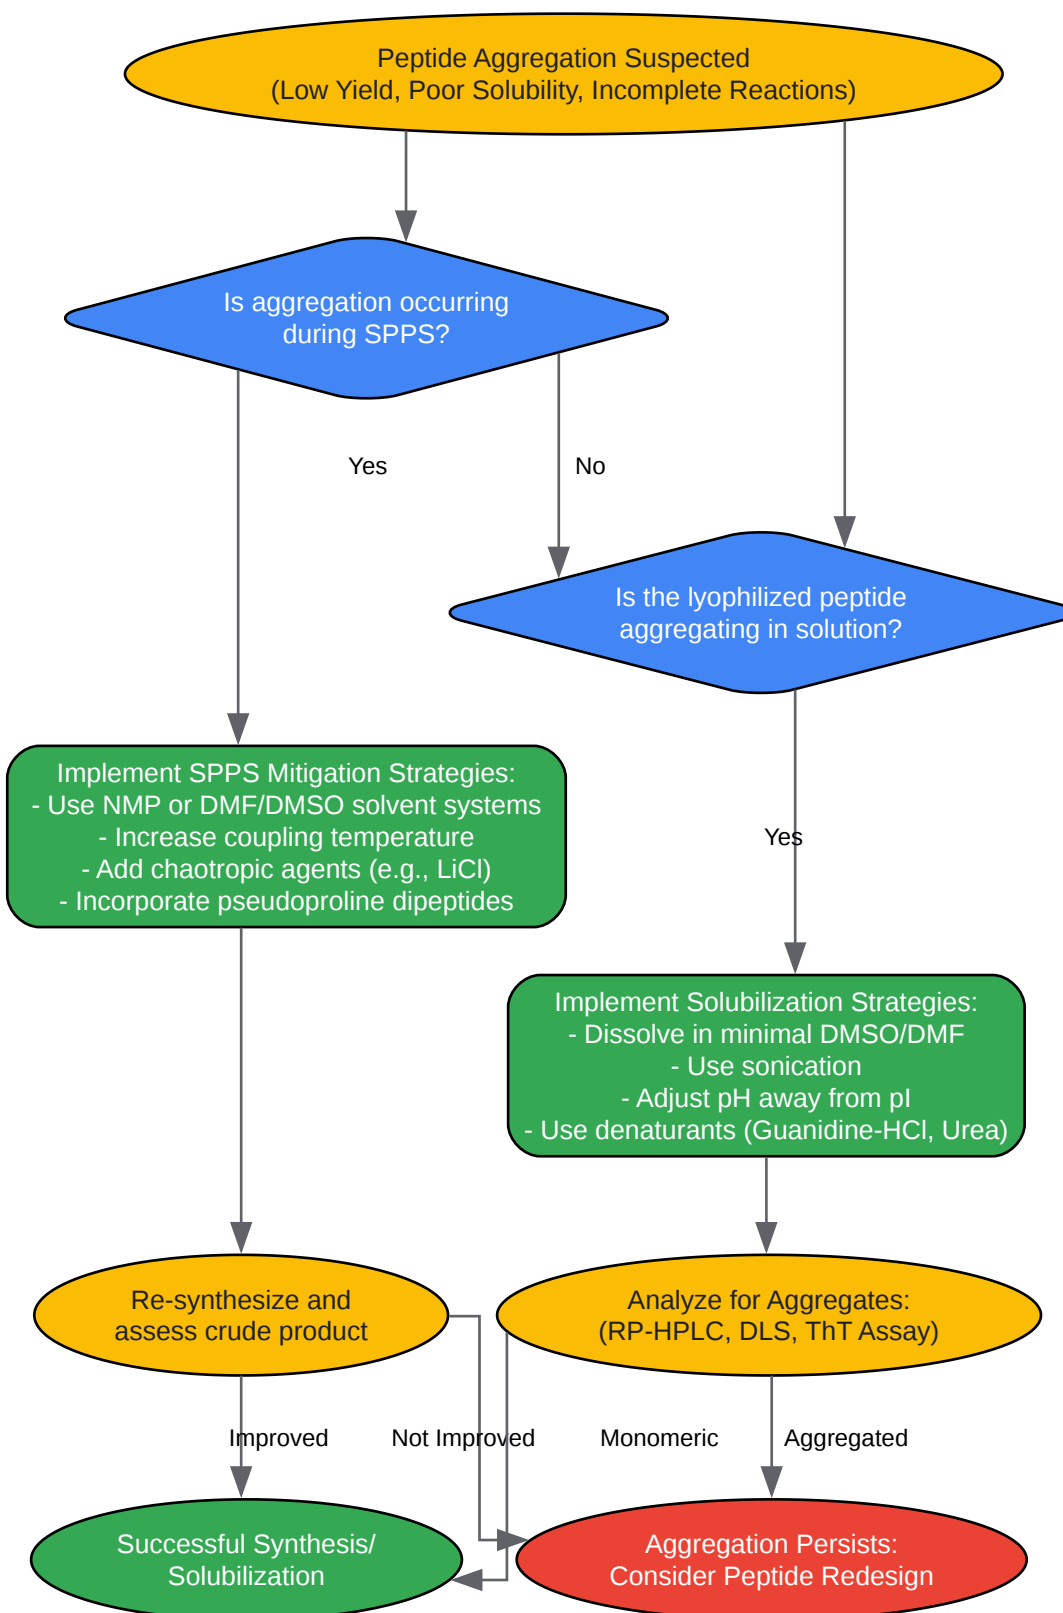 Peptide Aggregation Suspected
(Low Yield, Poor Solubility, Incomplete Reactions)
Is aggregation occurring
during SPPS?
Yes
No
Is the lyophilized peptide
aggregating in solution?
Implement SPPS Mitigation Strategies:
- Use NMP or DMF/DMSO solvent systems
- Increase coupling temperature
- Add chaotropic agents (e.g., LiCl)
- Incorporate pseudoproline dipeptides
Yes
Implement Solubilization Strategies:
- Dissolve in minimal DMSO/DMF
- Use sonication
- Adjust pH away from pI
- Use denaturants (Guanidine-HCl, Urea)
Re-synthesize and
assess crude product
Analyze for Aggregates:
(RP-HPLC, DLS, ThT Assay)
Improved
Not Improved
Monomeric
Aggregated
Successful Synthesis/
Solubilization
Aggregation Persists:
Consider Peptide Redesign